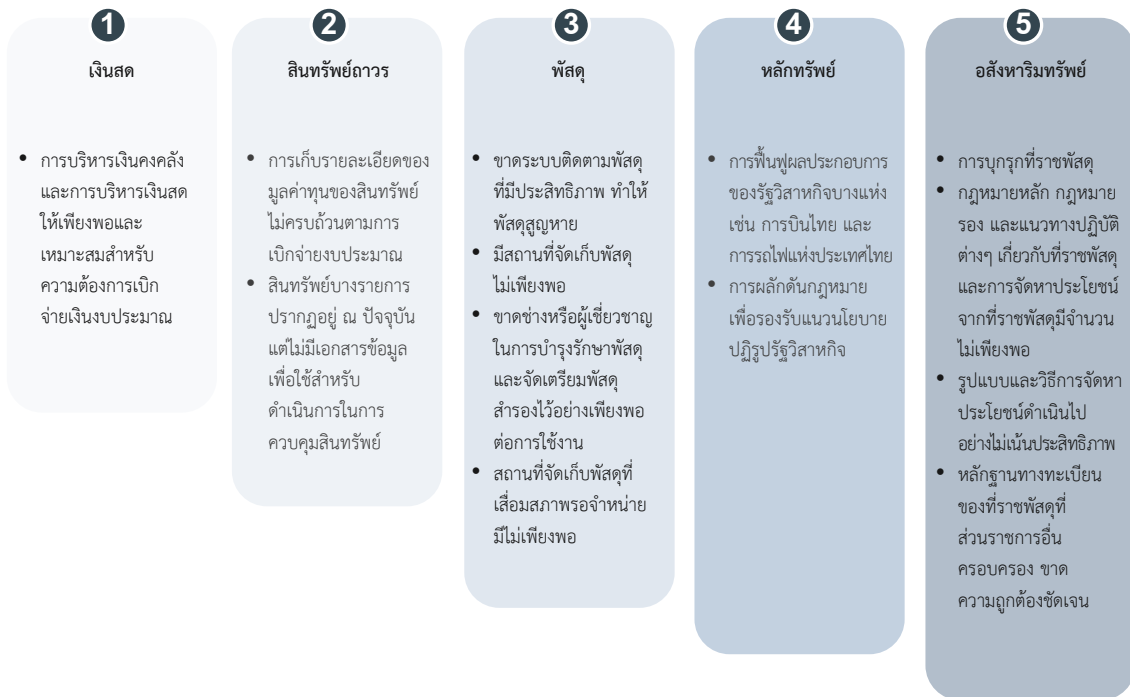 1
เงินสด
• การบริหารเงินคงคลัง
และการบริหารเงินสด
ให้เพียงพอและ
เหมาะสมสำหรับ
ความต้องการเบิก
จ่ายเงินงบประมาณ
2
สินทรัพย์ถาวร
• การเก็บรายละเอียดของ
มูลค่าทุนของสินทรัพย์
ไม่ครบถ้วนตามการ
เบิกจ่ายงบประมาณ
• สินทรัพย์บางรายการ
ปรากฏอยู่ ณ ปัจจุบัน
แต่ไม่มีเอกสารข้อมูล
เพื่อใช้สำหรับ
ดำเนินการในการ
ควบคุมสินทรัพย์
3
พัสดุ
• ขาดระบบติดตามพัสดุ
ที่มีประสิทธิภาพ ทำให้
พัสดุสูญหาย
• มีสถานที่จัดเก็บพัสดุ
ไม่เพียงพอ
• ขาดช่างหรือผู้เชี่ยวชาญ
ในการบำรุงรักษาพัสดุ
และจัดเตรียมพัสดุ
สำรองไว้อย่างเพียงพอ
ต่อการใช้งาน
• สถานที่จัดเก็บพัสดุที่
เสื่อมสภาพรอจำหน่าย
มีไม่เพียงพอ
4
หลักทรัพย์
• การฟื้นฟูผลประกอบการ
ของรัฐวิสาหกิจบางแห่ง
เช่น การบินไทย และ
การรถไฟแห่งประเทศไทย
• การผลักดันกฎหมาย
เพื่อรองรับแนวนโยบาย
ปฏิรูปรัฐวิสาหกิจ
5
อสังหาริมทรัพย์
• การบุกรุกที่ราชพัสดุ
• กฎหมายหลัก กฎหมาย
รอง และแนวทางปฏิบัติ
ต่างๆ เกี่ยวกับที่ราชพัสดุ
และการจัดหาประโยชน์
จากที่ราชพัสดุมีจำนวน
ไม่เพียงพอ
• รูปแบบและวิธีการจัดหา
ประโยชน์ดำเนินไป
อย่างไม่เน้นประสิทธิภาพ
• หลักฐานทางทะเบียน
ของที่ราชพัสดุที่
ส่วนราชการอื่น
ครอบครอง ขาด
ความถูกต้องชัดเจน